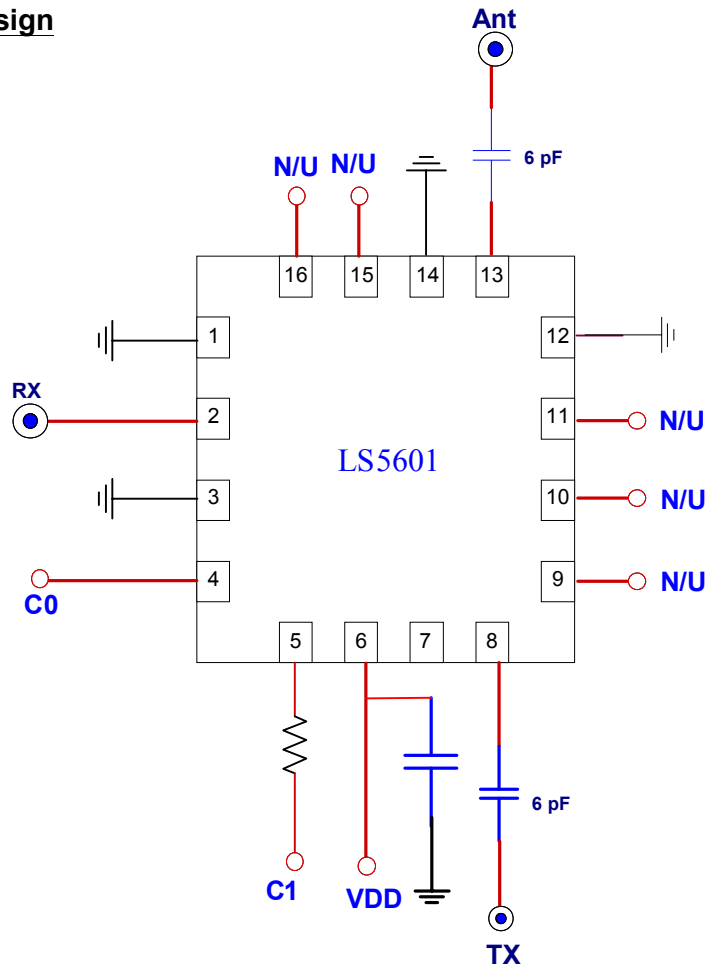 sign
Ant
6 pF
N/U N/U
16 15 14 13
1 12
RX
2 11 N/U
LS5601
3 10 N/U
4 9 N/U
C0
5 6 7 8
6 pF
C1 VDD
TX